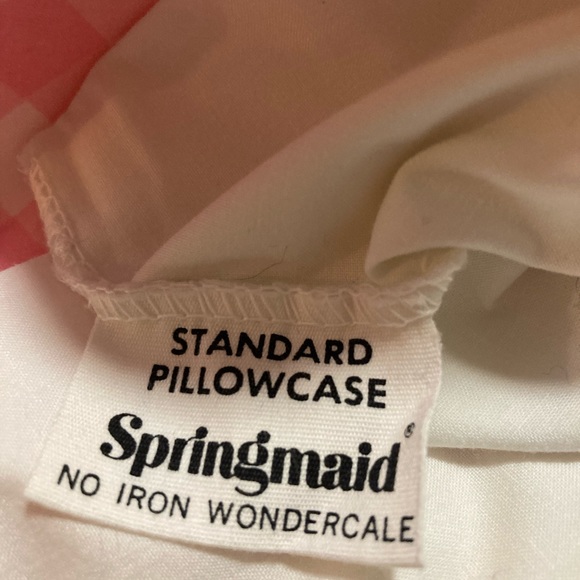 STANDARD
PILLOWCASE
Springmaid®
NO IRON WONDERCALE